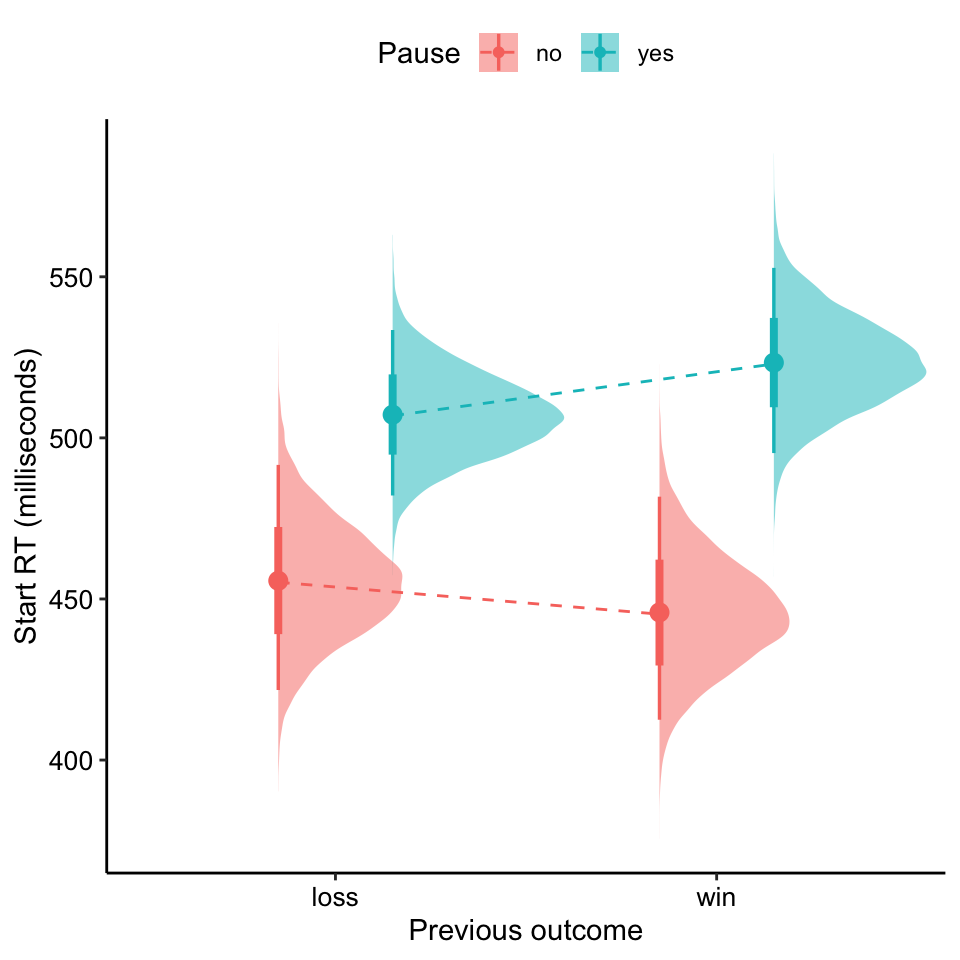 Pause no yes
Start RT (milliseconds)
550
500
450
400
loss win
Previous outcome